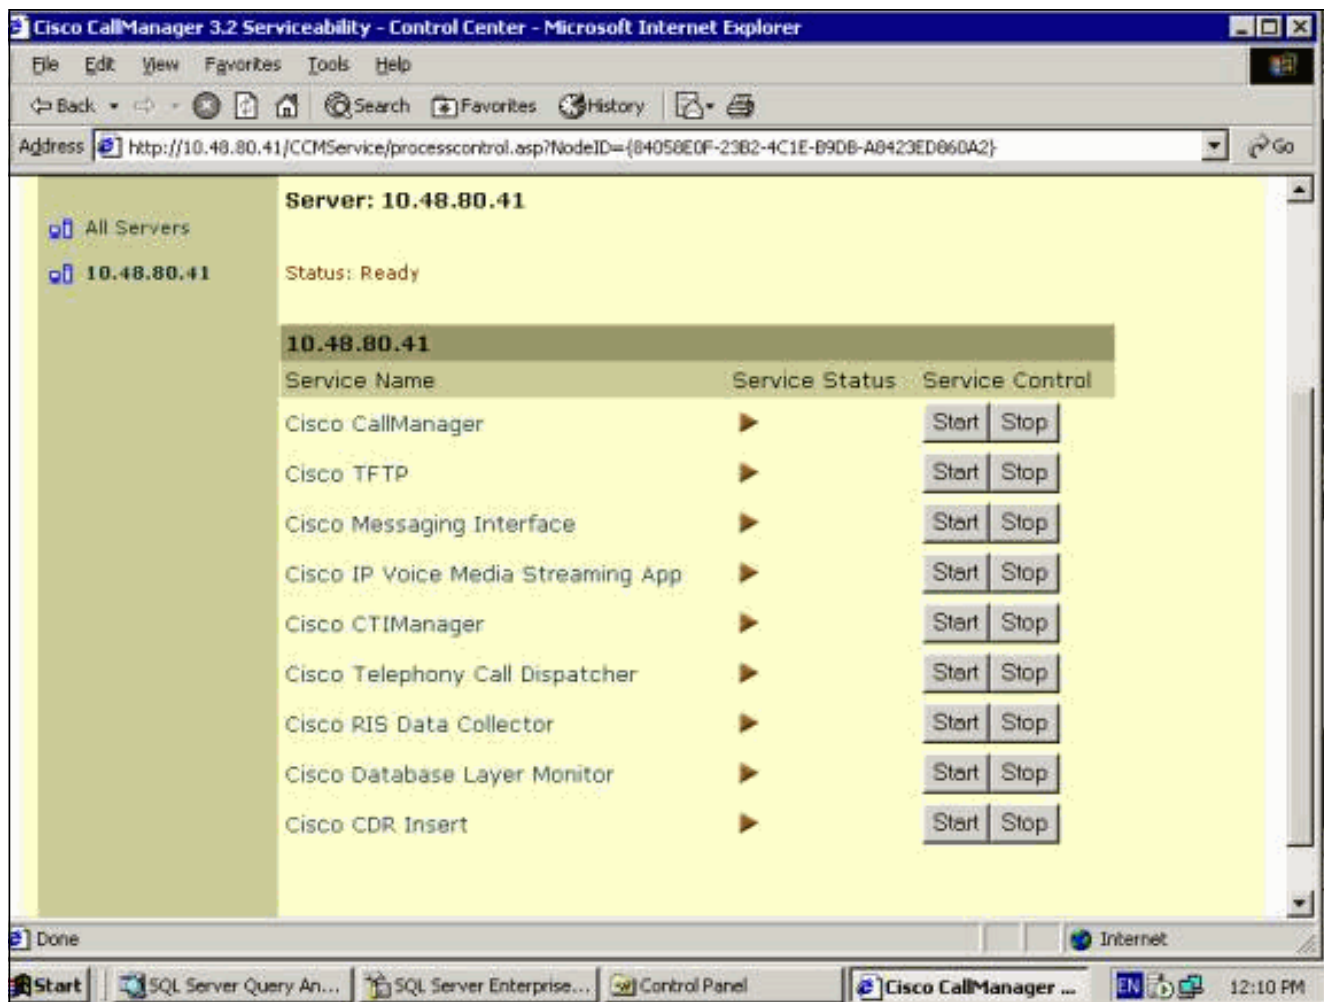 Cisco CallManager 3.2 Serviceability - Control Center - Microsoft Internet Explorer
File Edit View Favorites Tools Help
Back Search Favorites History
Address http://10.48.80.41/CCMService/processcontrol.asp?NodeID={84058E0F-23B2-4C1E-B9DB-A8423ED860A2} Go
Server: 10.48.80.41
All Servers
10.48.80.41 Status: Ready
10.48.80.41
Service Name Service Status Service Control
Cisco CallManager Start Stop
Cisco TFTP Start Stop
Cisco Messaging Interface Start Stop
Cisco IP Voice Media Streaming App Start Stop
Cisco CTIManager Start Stop
Cisco Telephony Call Dispatcher Start Stop
Cisco RIS Data Collector Start Stop
Cisco Database Layer Monitor Start Stop
Cisco CDR Insert Start Stop
Done Internet
Start SQL Server Query An... SQL Server Enterprise... Control Panel Cisco CallManager ... EN 12:10 PM